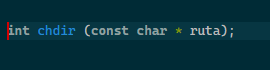 int chdir (const char * ruta);